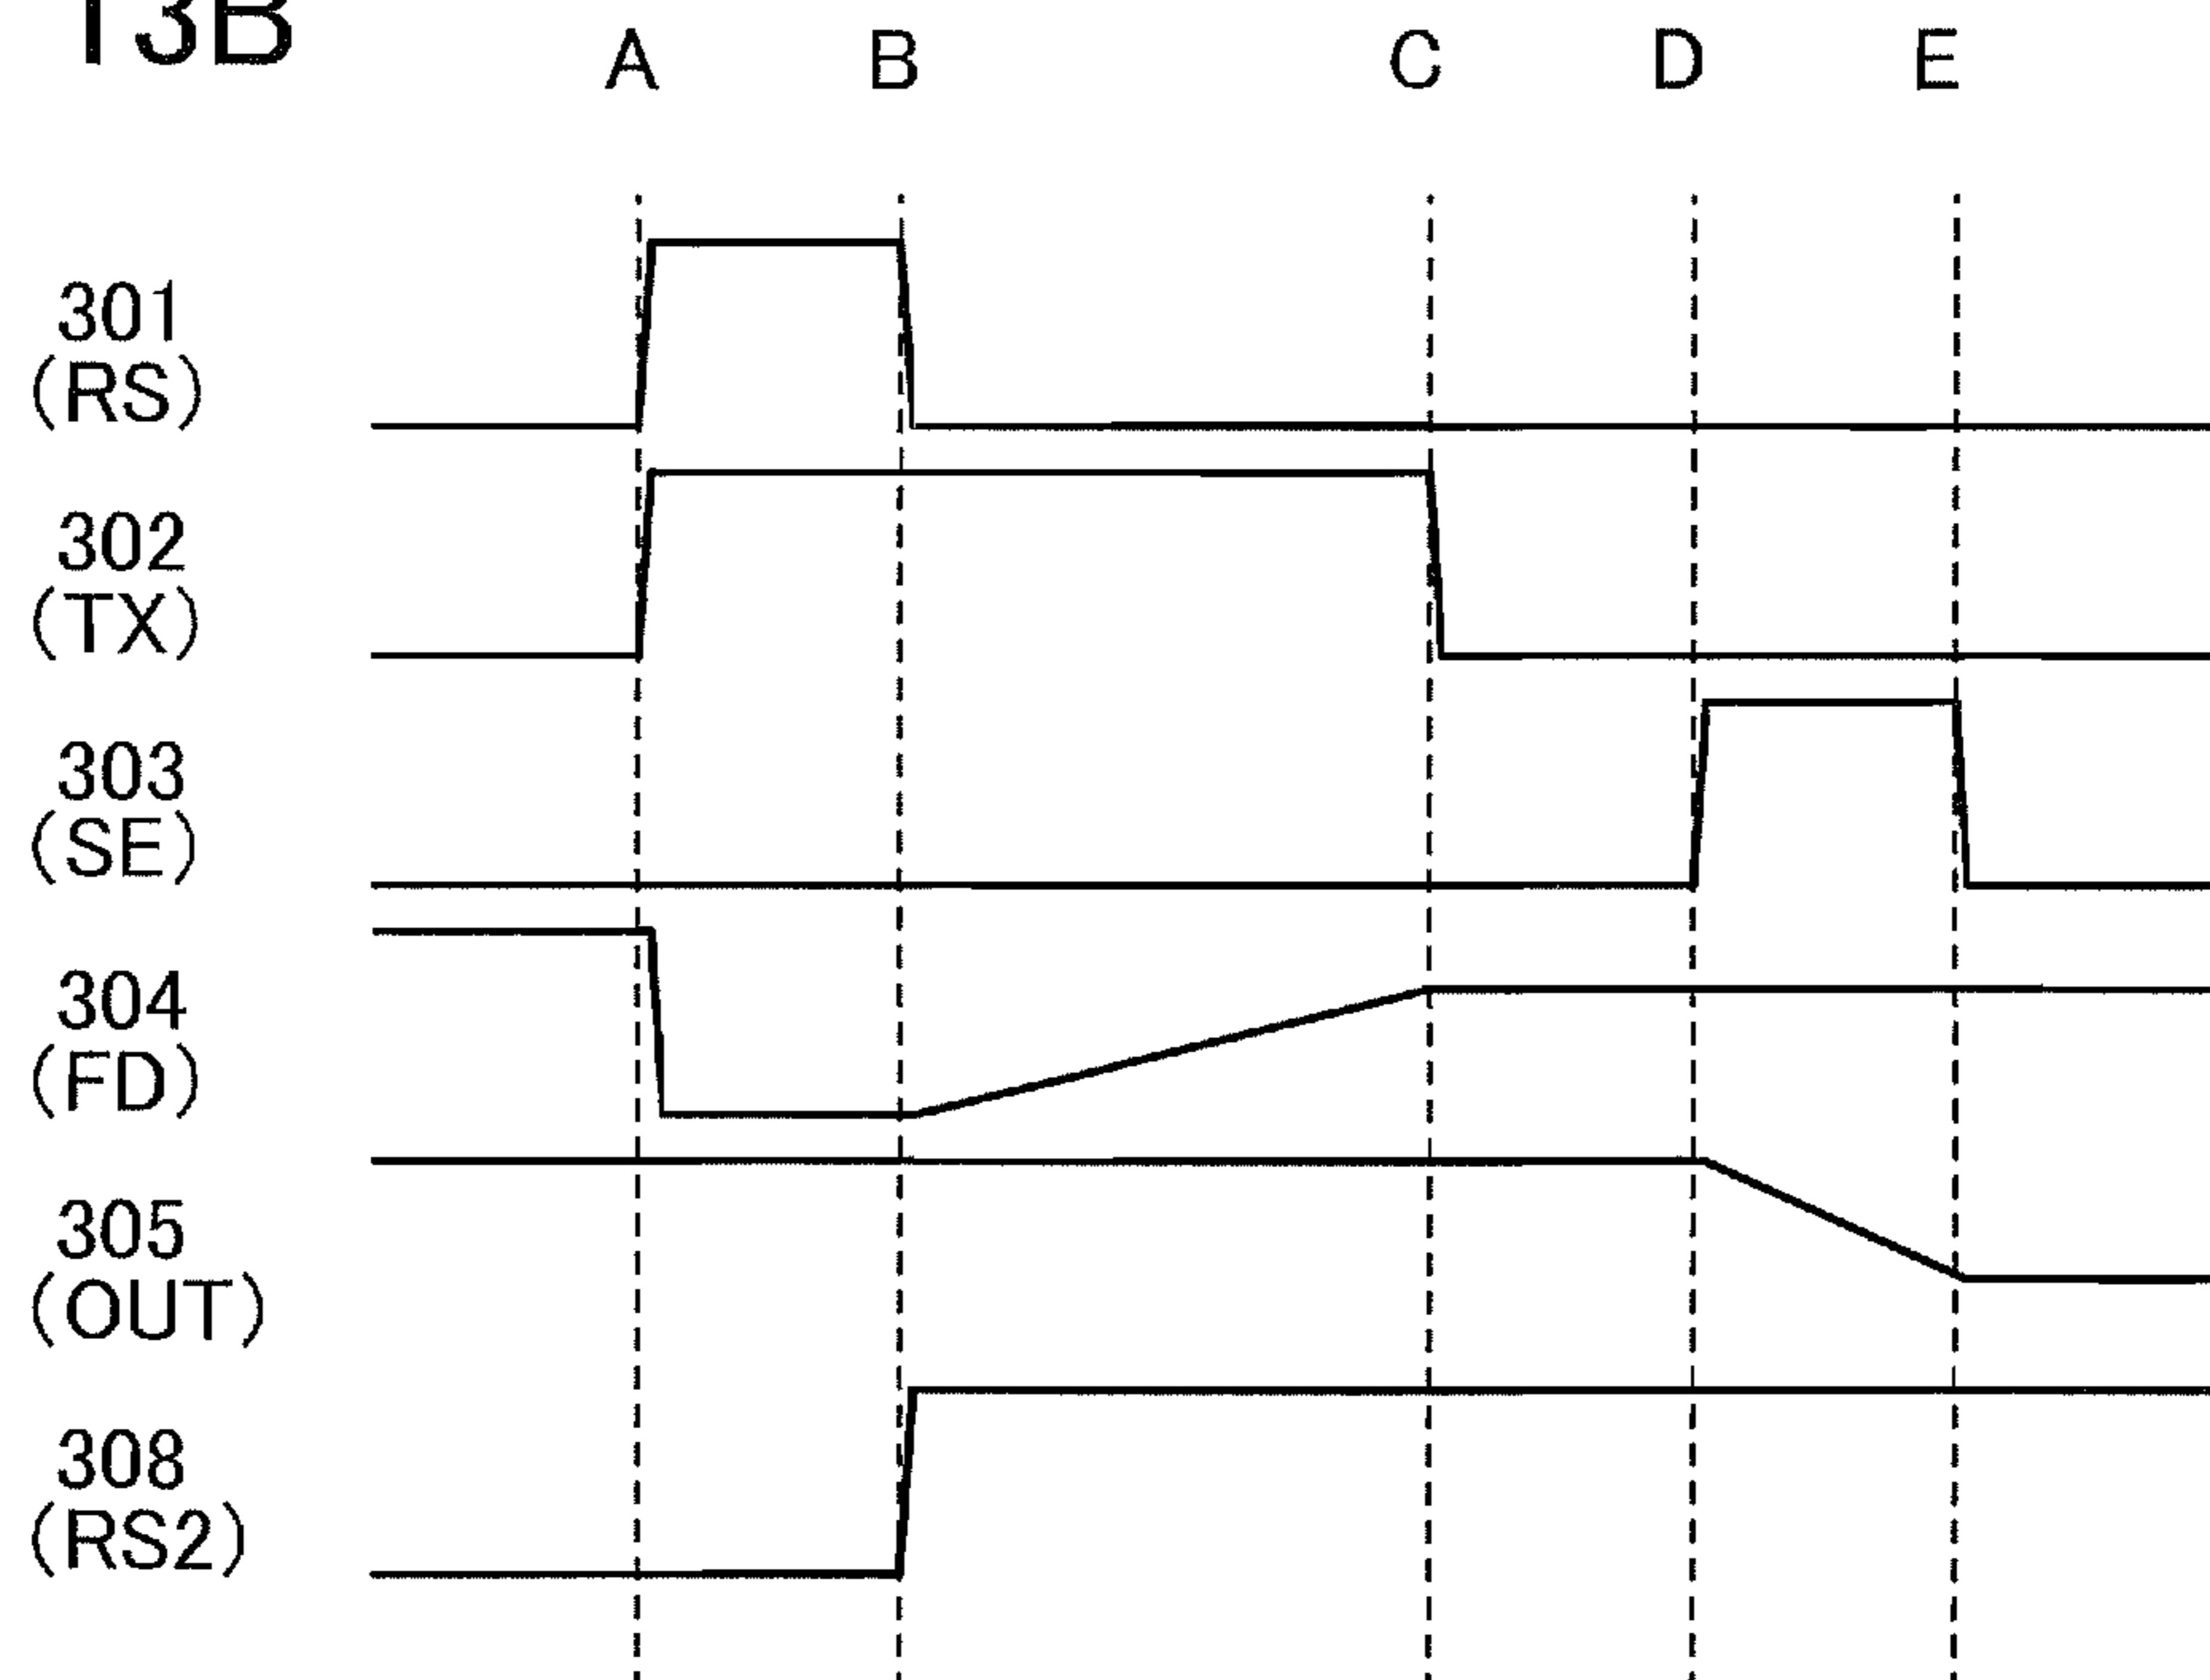 13B
A B C D E
301
(RS)
302
(TX)
303
(SE)
304
(FD)
305
(OUT)
308
(RS2)